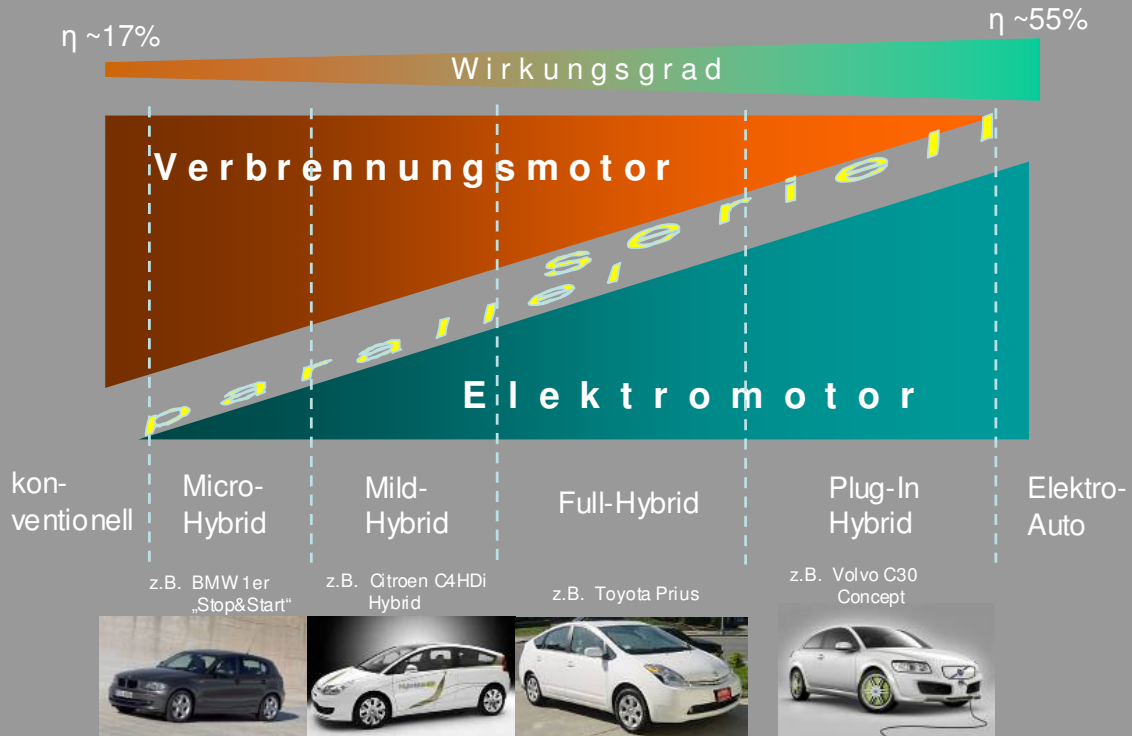 η ~17%
η ~55%
Wirkungsgrad
Verbrennungsmotor
seriell
parallel
Elektromotor
kon-
ventionell
Micro-
Hybrid
Mild-
Hybrid
Full-Hybrid
Plug-In
Hybrid
Elektro-
Auto
z.B. BMW 1er
„Stop&Start“
z.B. Citroen C4HDi
Hybrid
z.B. Toyota Prius
z.B. Volvo C30
Concept